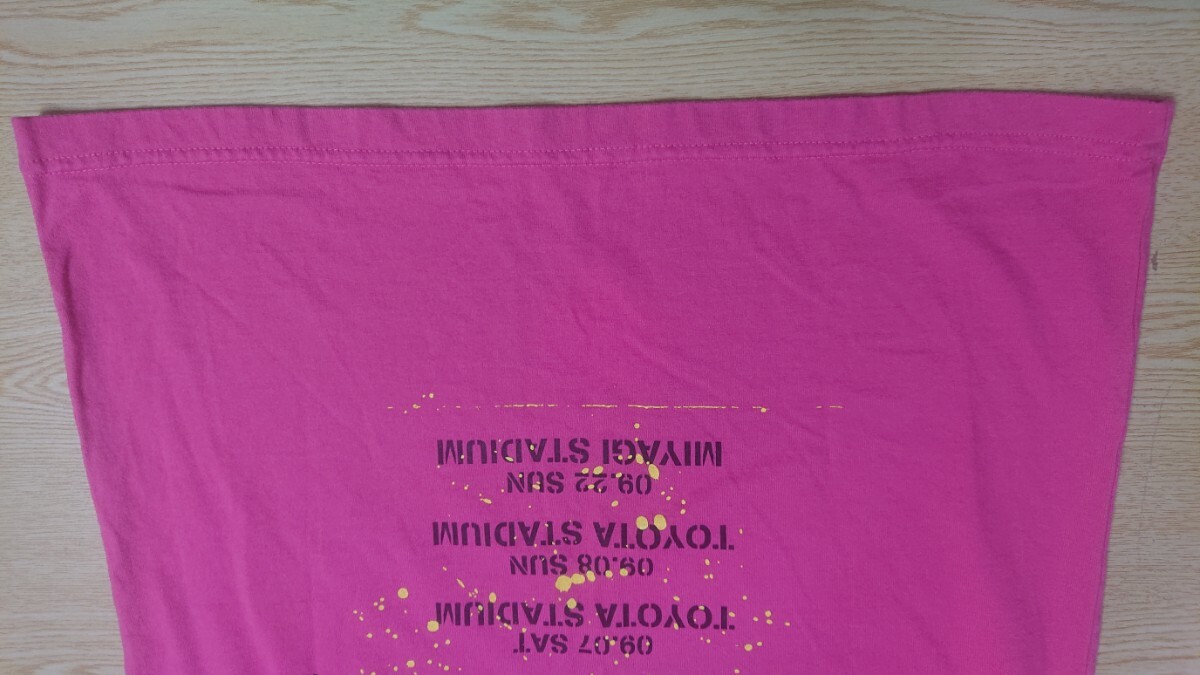 09.07 SAT
TOYOTA STADIUM
09.08 SUN
TOYOTA STADIUM
09.22 SUN
MIYAGI STADIUM